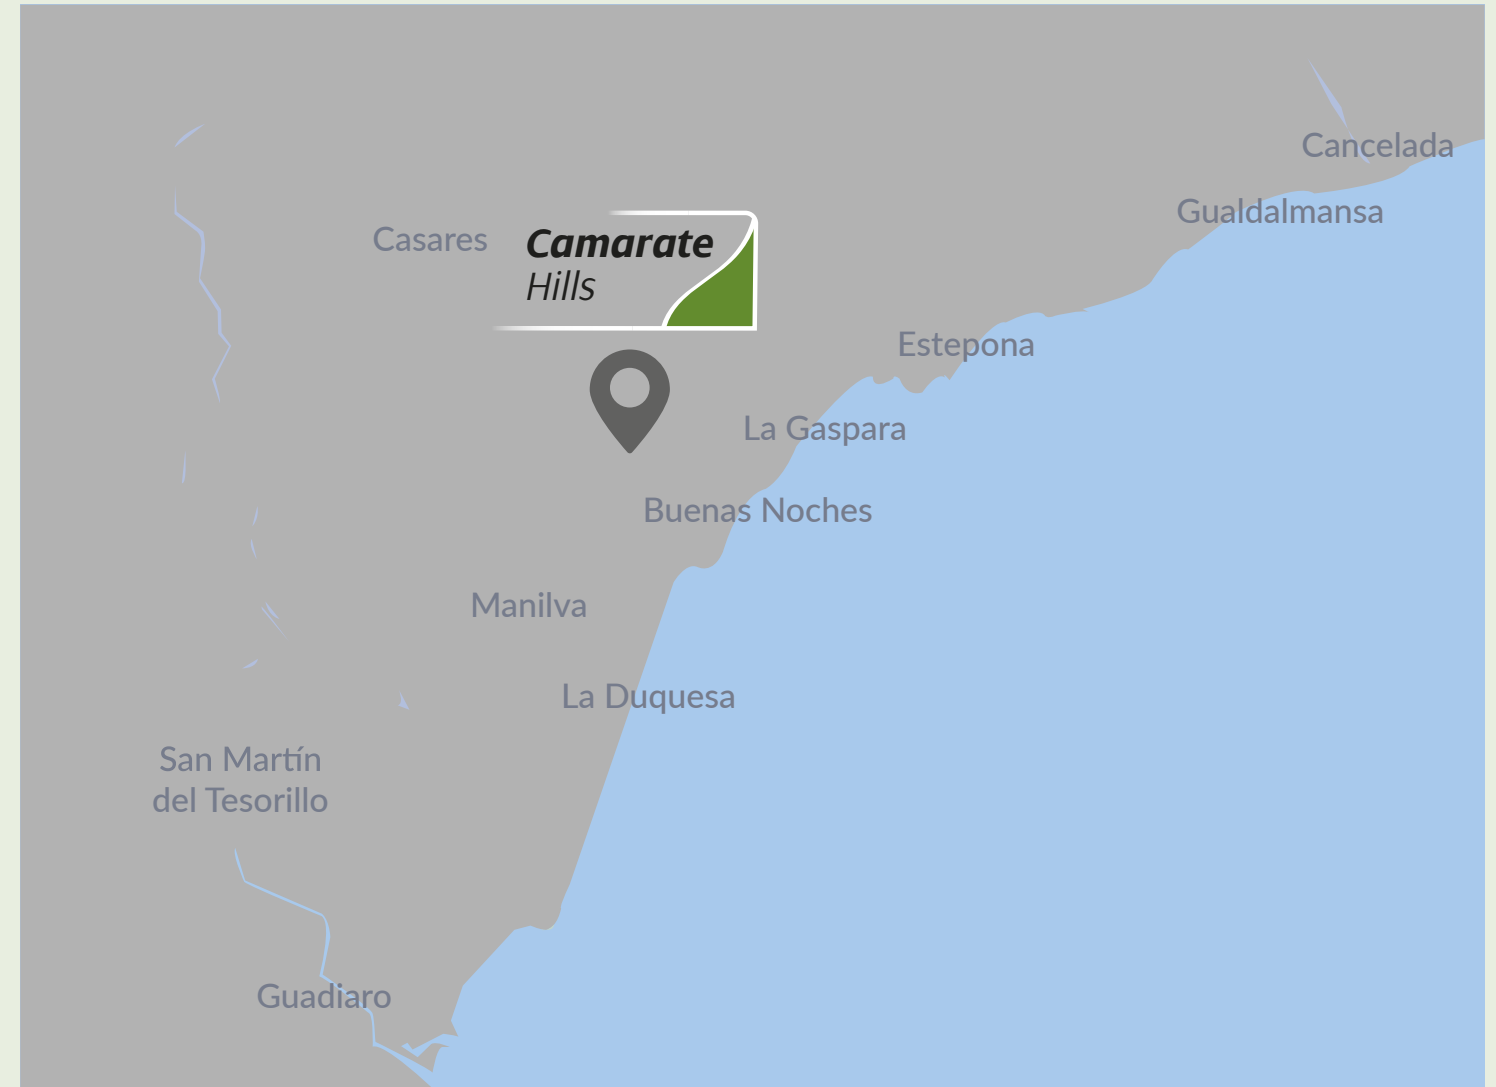 Cancelada
Gualdalmansa
Casares
Camarate
Hills
Estepona
La Gaspara
Buenas Noches
Manilva
La Duquesa
San Martín
del Tesorillo
Guadiaro